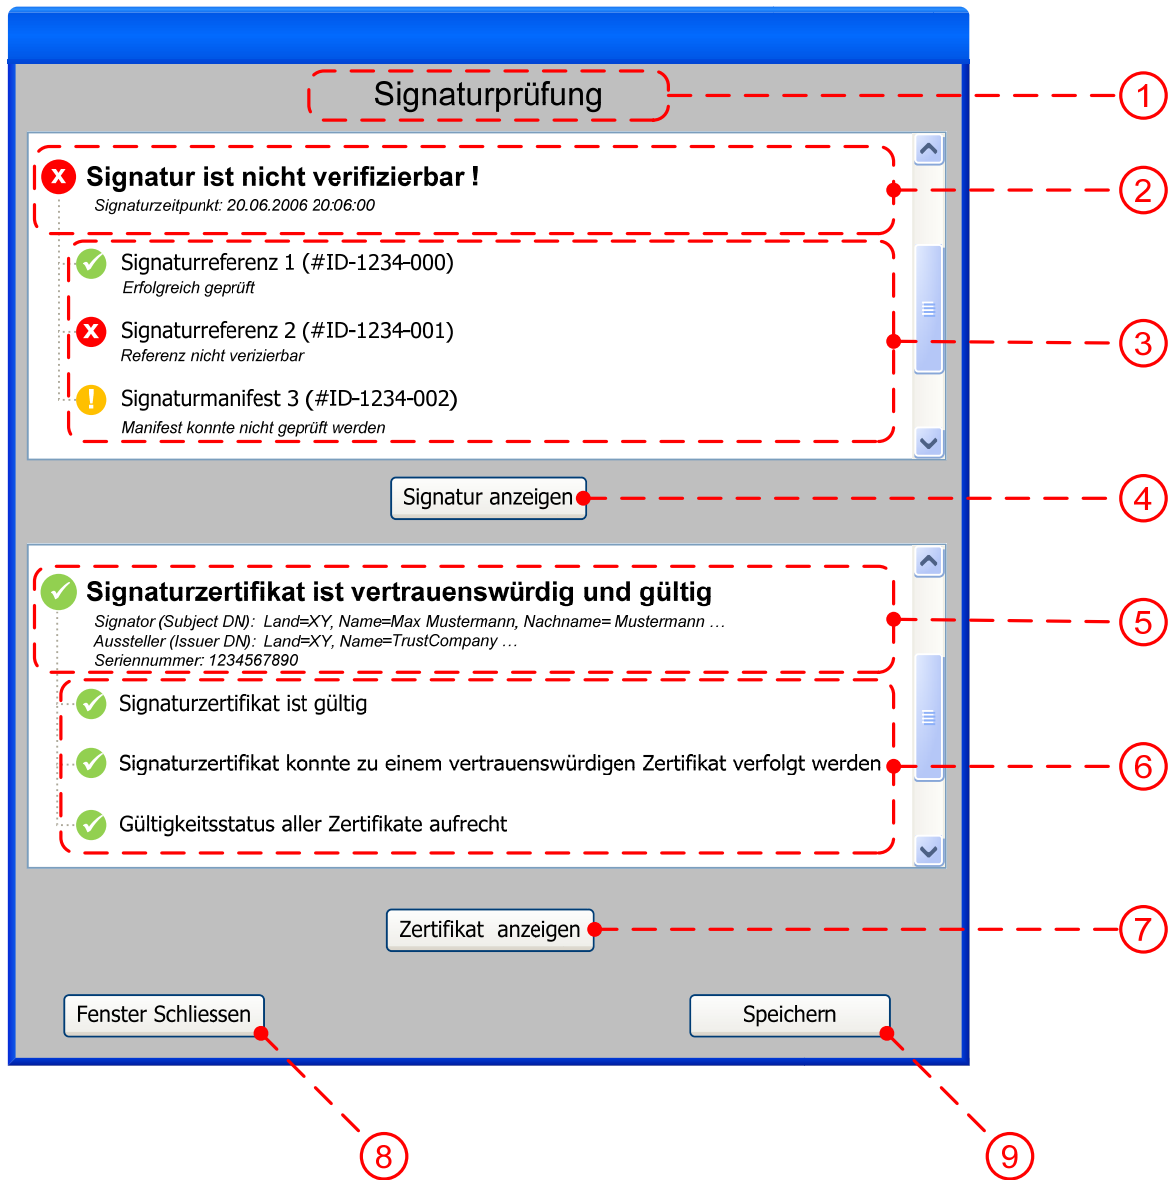 Signaturprüfung
1
Signatur ist nicht verifizierbar !
Signaturzeitpunkt: 20.06.2006 20:06:00
2
Signaturreferenz 1 (#ID-1234-000)
Erfolgreich geprüft
Signaturreferenz 2 (#ID-1234-001)
3
Referenz nicht verizierbar
Signaturmanifest 3 (#ID-1234-002)
Manifest konnte nicht geprüft werden
Signatur anzeigen
4
Signaturzertifikat ist vertrauenswürdig und gültig
Signator (Subject DN): Land=XY, Name=Max Mustermann, Nachname= Mustermann ...
5
Aussteller (Issuer DN): Land=XY, Name=TrustCompany ...
Seriennummer: 1234567890
Signaturzertifikat ist gültig
Signaturzertifikat konnte zu einem vertrauenswürdigen Zertifikat verfolgt werden
6
Gültigkeitsstatus aller Zertifikate aufrecht
Zertifikat anzeigen
7
Fenster Schliessen
Speichern
8
9